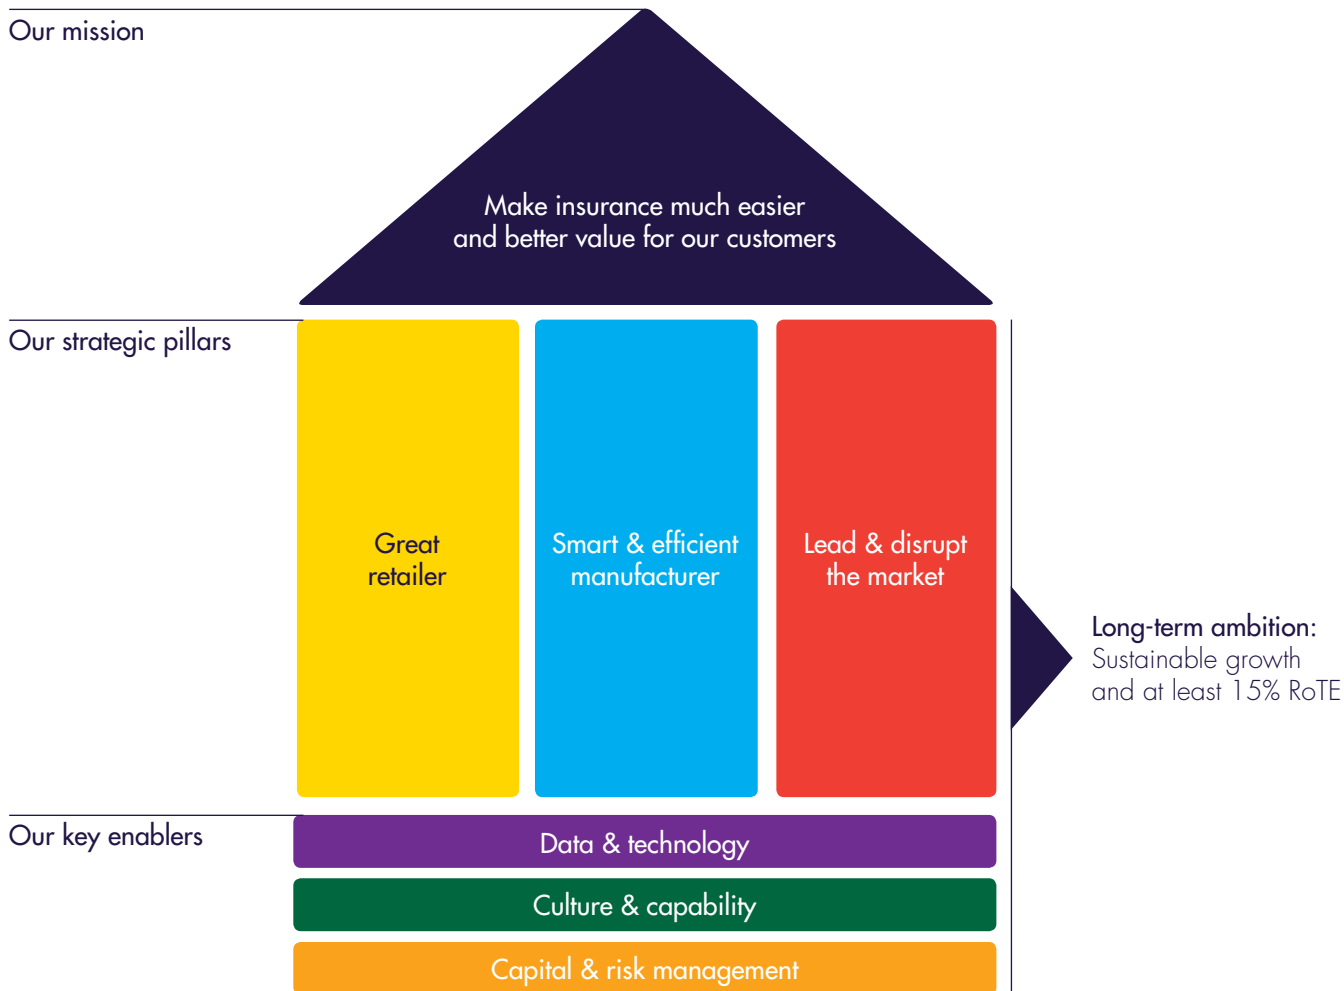 Our mission
Make insurance much easier
and better value for our customers
Our strategic pillars
Great
retailer
Smart & efficient
manufacturer
Lead & disrupt
the market
Long-term ambition:
Sustainable growth
and at least 15% RoTE
Our key enablers
Data & technology
Culture & capability
Capital & risk management